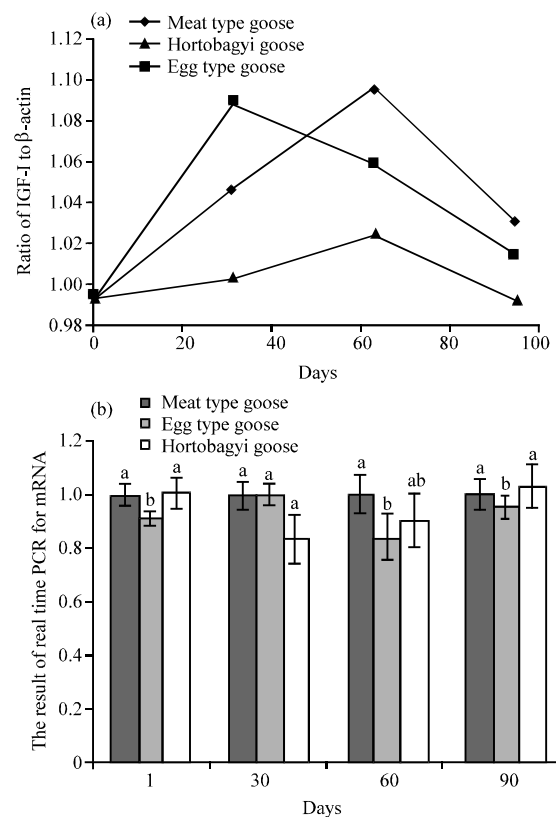 (a)
Meat type goose
Hortobagyi goose
Egg type goose
Ratio of IGF-I to β-actin
1.12
1.10
1.08
1.06
1.04
1.02
1.00
0.98
0 20 40 60 80 100
Days
(b)
Meat type goose
Egg type goose
Hortobagyi goose
The result of real time PCR for mRNA
1.2
1.0
0.8
0.6
0.4
0.2
0
a b a a a a a b ab a b a
1 30 60 90
Days